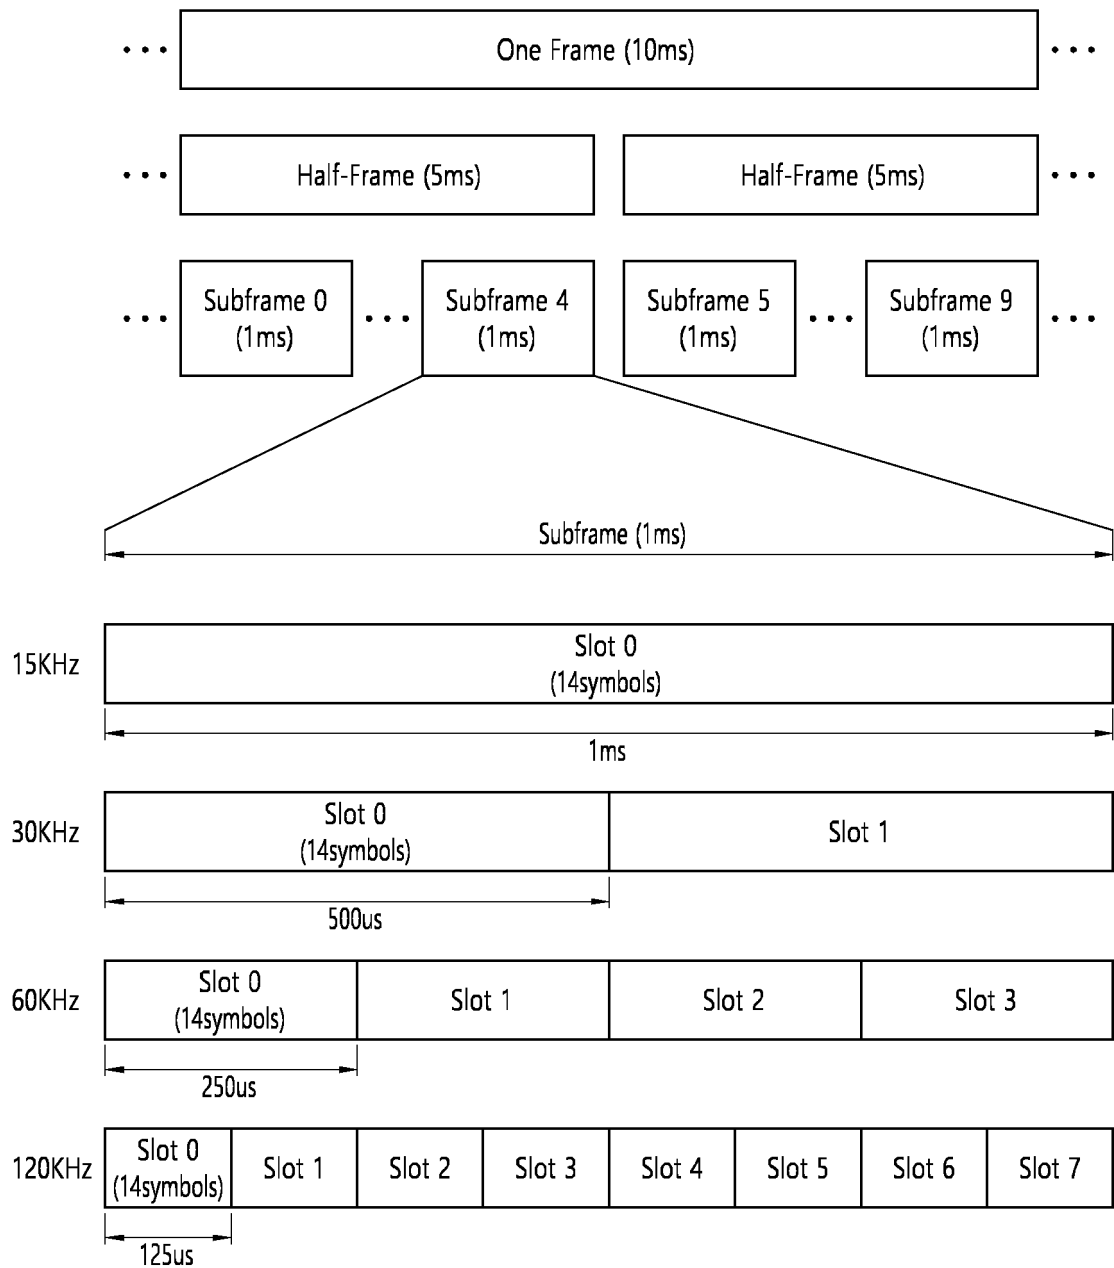 One Frame (10ms)
Half-Frame (5ms)
Half-Frame (5ms)
Subframe 0
(1ms)
Subframe 4
(1ms)
Subframe 5
(1ms)
Subframe 9
(1ms)
Subframe (1ms)
15KHz
Slot 0
(14symbols)
1ms
30KHz
Slot 0
(14symbols)
Slot 1
500us
60KHz
Slot 0
(14symbols)
Slot 1
Slot 2
Slot 3
250us
120KHz
Slot 0
(14symbols)
Slot 1
Slot 2
Slot 3
Slot 4
Slot 5
Slot 6
Slot 7
125us